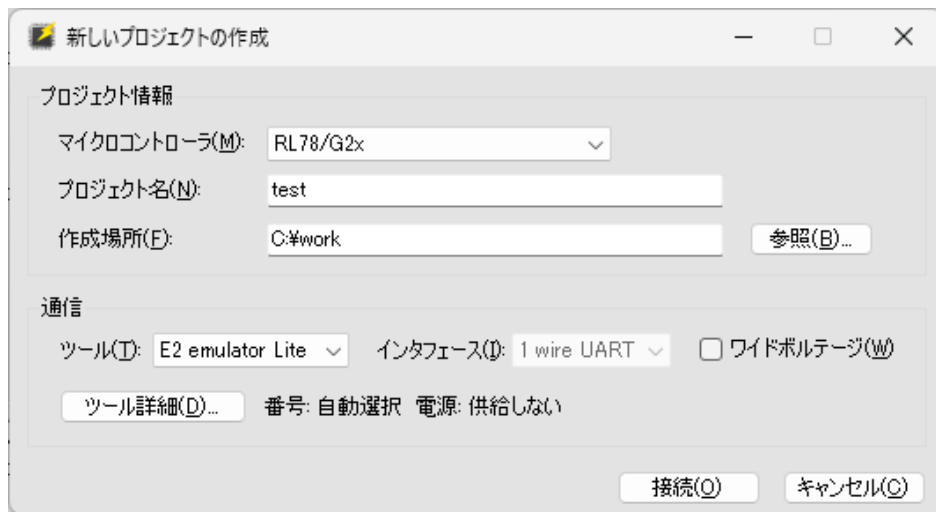 新しいプロジェクトの作成
プロジェクト情報
マイクロコントローラ(M): RL78/G2x
プロジェクト名(N): test
作成場所(F): C:¥work 参照(B)...
通信
ツール(T): E2 emulator Lite インタフェース(I): 1 wire UART ワイドボルテージ(W)
ツール詳細(D)... 番号: 自動選択 電源: 供給しない
接続(O) キャンセル(C)